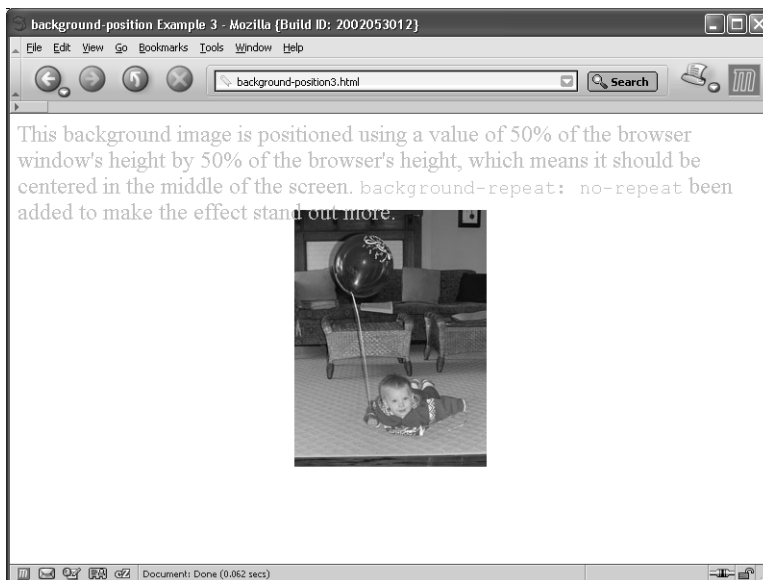 background-position Example 3 - Mozilla {Build ID: 2002053012}
File Edit View Go Bookmarks Tools Window Help
background-position3.html Search
This background image is positioned using a value of 50% of the browser
window's height by 50% of the browser's height, which means it should be
centered in the middle of the screen. background-repeat: no-repeat been
added to make the effect stand out more.
Document: Done (0.062 secs)